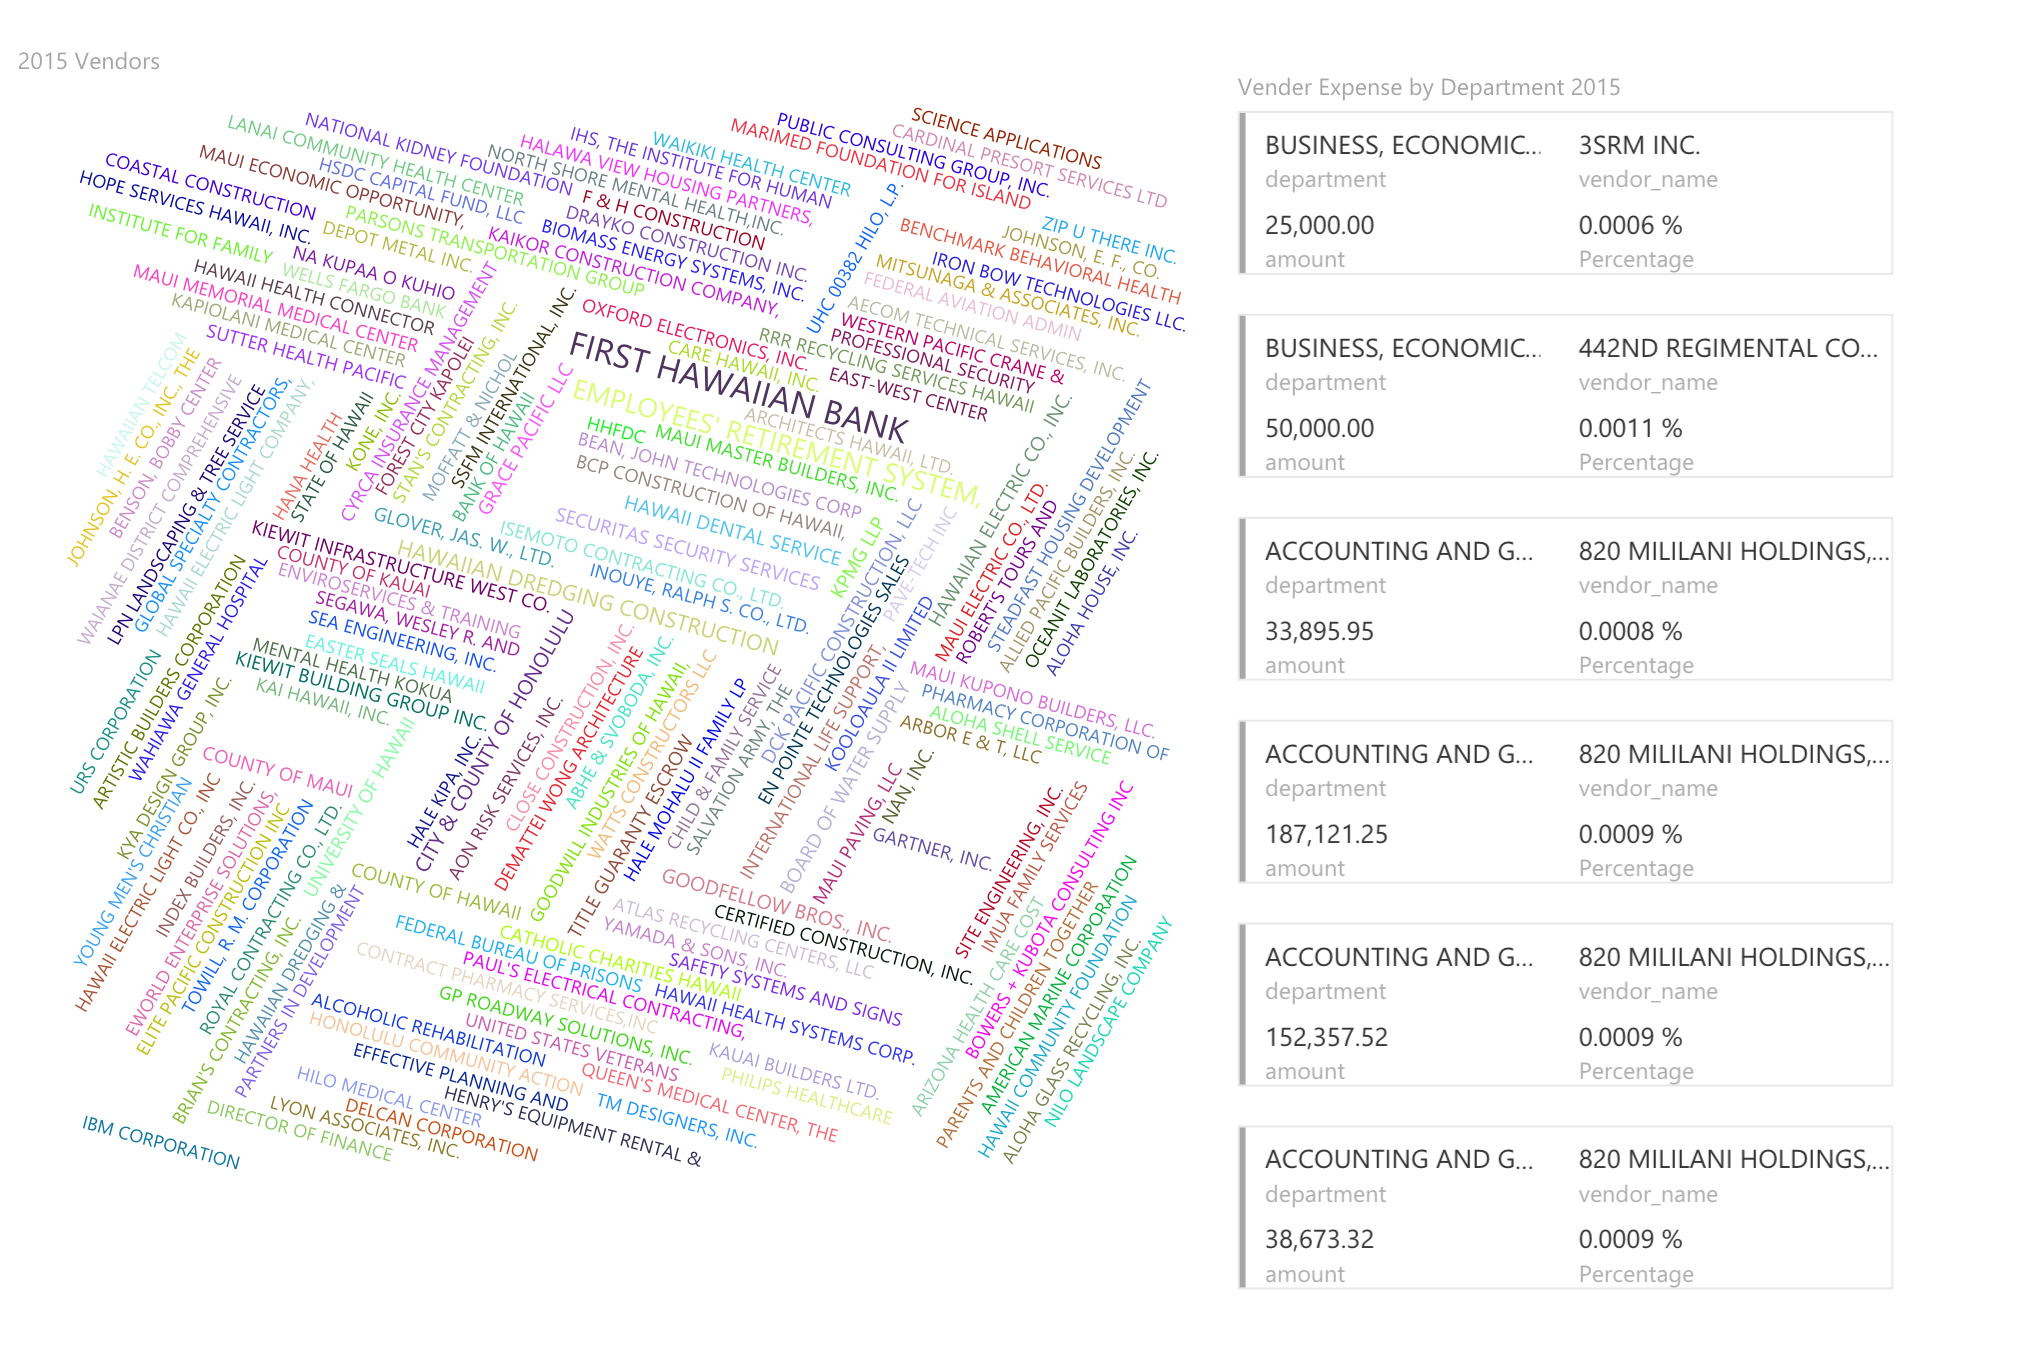 2015 Vendors
SCIENCE APPLICATIONS
CARDINAL PRESORT SERVICES LTD
PUBLIC CONSULTING GROUP, INC.
MARIMED FOUNDATION FOR ISLAND
WAIKIKI HEALTH CENTER
IHS, THE INSTITUTE FOR HUMAN
HALAWA VIEW HOUSING PARTNERS,
NORTH SHORE MENTAL HEALTH,INC.
NATIONAL KIDNEY FOUNDATION
LANAI COMMUNITY HEALTH CENTER
HSDC CAPITAL FUND, LLC
MAUI ECONOMIC OPPORTUNITY,
COASTAL CONSTRUCTION
HOPE SERVICES HAWAII, INC.
INSTITUTE FOR FAMILY
PARSONS TRANSPORTATION GROUP
DEPOT METAL INC.
F & H CONSTRUCTION
DRAYKO CONSTRUCTION INC.
BIOMASS ENERGY SYSTEMS, INC.
KAIKOR CONSTRUCTION COMPANY,
NA KUPAA O KUHIO
WELLS FARGO BANK
HAWAII HEALTH CONNECTOR
MAUI MEMORIAL MEDICAL CENTER
KAPIOLANI MEDICAL CENTER
SUTTER HEALTH PACIFIC
UHC 00382 HILO, L.P.
ZIP U THERE INC.
JOHNSON, E. F., CO.
BENCHMARK BEHAVIORAL HEALTH
IRON BOW TECHNOLOGIES LLC.
MITSUNAGA & ASSOCIATES, INC.
FEDERAL AVIATION ADMIN
AECOM TECHNICAL SERVICES, INC.
WESTERN PACIFIC CRANE &
PROFESSIONAL SECURITY
RRR RECYCLING SERVICES HAWAII
EAST-WEST CENTER
OXFORD ELECTRONICS, INC.
CARE HAWAII, INC.
FIRST HAWAIIAN BANK
EMPLOYEES' RETIREMENT SYSTEM,
ARCHITECTS HAWAII, LTD.
HHFDC
MAUI MASTER BUILDERS, INC.
BEAN, JOHN TECHNOLOGIES CORP
BCP CONSTRUCTION OF HAWAII,
HAWAII DENTAL SERVICE
SECURITAS SECURITY SERVICES
ISEMOTO CONTRACTING CO., LTD.
INOUYE, RALPH S. CO., LTD.
GLOVER, JAS. W., LTD.
HAWAIIAN DREDGING CONSTRUCTION
HAWAIIAN TELCOM
JOHNSON, H. E. CO., INC., THE
BENSON, BOBBY CENTER
WAIANAE DISTRICT COMPREHENSIVE
LPN LANDSCAPING & TREE SERVICE
GLOBAL SPECIALTY CONTRACTORS,
HAWAII ELECTRIC LIGHT COMPANY,
HANA HEALTH
STATE OF HAWAII
KONE, INC.
CYRCA INSURANCE MANAGEMENT
FOREST CITY KAPOLEI
STAN'S CONTRACTING, INC.
MOFFATT & NICHOL
SSFM INTERNATIONAL, INC.
BANK OF HAWAII
GRACE PACIFIC LLC
KIEWIT INFRASTRUCTURE WEST CO.
COUNTY OF KAUAI
ENVIROSERVICES & TRAINING
SEGAWA, WESLEY R. AND
SEA ENGINEERING, INC.
EASTER SEALS HAWAII
MENTAL HEALTH KOKUA
KIEWIT BUILDING GROUP INC.
KAI HAWAII, INC.
KPMG LLP
DCK PACIFIC CONSTRUCTION, LLC
PAVE-TECH INC
EN POINTE TECHNOLOGIES SALES
HAWAIIAN ELECTRIC CO., INC.
MAUI ELECTRIC CO., LTD.
ROBERT'S TOURS AND
STEADFAST HOUSING DEVELOPMENT
ALLIED PACIFIC BUILDERS, INC.
OCEANIT LABORATORIES, INC.
ALOHA HOUSE, INC.
MAUI KUPONO BUILDERS, LLC.
PHARMACY CORPORATION OF
ALOHA SHELL SERVICE
ARBOR E & T, LLC
URS CORPORATION
ARTISTIC BUILDERS CORPORATION
WAHIAWA GENERAL HOSPITAL
KYA DESIGN GROUP, INC.
YOUNG MEN'S CHRISTIAN
HAWAII ELECTRIC LIGHT CO., INC
COUNTY OF MAUI
INDEX BUILDERS, INC.
EWORLD ENTERPRISE SOLUTIONS,
ELITE PACIFIC CONSTRUCTION INC
TOWILL, R. M. CORPORATION
ROYAL CONTRACTING CO., LTD.
UNIVERSITY OF HAWAII
BRIAN'S CONTRACTING, INC.
HAWAIIAN DREDGING &
PARTNERS IN DEVELOPMENT
HALE KIPA, INC.
CITY & COUNTY OF HONOLULU
AON RISK SERVICES, INC.
CLOSE CONSTRUCTION, INC.
DEMATTEI WONG ARCHITECTURE
ABHE & SVOBODA, INC.
GOODWILL INDUSTRIES OF HAWAII,
WATTS CONSTRUCTORS LLC
TITLE GUARANTY ESCROW
HALE MOHALU II FAMILY LP
CHILD & FAMILY SERVICE
SALVATION ARMY, THE
INTERNATIONAL LIFE SUPPORT,
KOOLOAULA II LIMITED
BOARD OF WATER SUPPLY
MAUI PAVING, LLC
NAN, INC.
GARTNER, INC.
COUNTY OF HAWAII
GOODFELLOW BROS., INC.
ATLAS RECYCLING CENTERS, LLC
CERTIFIED CONSTRUCTION, INC.
YAMADA & SONS, INC.
SAFETY SYSTEMS AND SIGNS
FEDERAL BUREAU OF PRISONS
CATHOLIC CHARITIES HAWAII
CONTRACT PHARMACY SERVICES,INC
PAUL'S ELECTRICAL CONTRACTING,
HAWAII HEALTH SYSTEMS CORP.
GP ROADWAY SOLUTIONS, INC.
ALCOHOLIC REHABILITATION
HONOLULU COMMUNITY ACTION
UNITED STATES VETERANS
KAUAI BUILDERS LTD.
PHILIPS HEALTHCARE
QUEEN'S MEDICAL CENTER, THE
EFFECTIVE PLANNING AND
HENRY'S EQUIPMENT RENTAL &
TM DESIGNERS, INC.
HILO MEDICAL CENTER
DELCAN CORPORATION
LYON ASSOCIATES, INC.
DIRECTOR OF FINANCE
IBM CORPORATION
SITE ENGINEERING, INC.
IMUA FAMILY SERVICES
ARIZONA HEALTH CARE COST
BOWERS + KUBOTA CONSULTING INC
PARENTS AND CHILDREN TOGETHER
AMERICAN MARINE CORPORATION
HAWAII COMMUNITY FOUNDATION
ALOHA GLASS RECYCLING, INC.
NILO LANDSCAPE COMPANY
Vender Expense by Department 2015
BUSINESS, ECONOMIC... 3SRM INC.
department vendor_name
25,000.00 0.0006 %
amount Percentage
BUSINESS, ECONOMIC... 442ND REGIMENTAL CO...
department vendor_name
50,000.00 0.0011 %
amount Percentage
ACCOUNTING AND G... 820 MILILANI HOLDINGS,...
department vendor_name
33,895.95 0.0008 %
amount Percentage
ACCOUNTING AND G... 820 MILILANI HOLDINGS,...
department vendor_name
187,121.25 0.0009 %
amount Percentage
ACCOUNTING AND G... 820 MILILANI HOLDINGS,...
department vendor_name
152,357.52 0.0009 %
amount Percentage
ACCOUNTING AND G... 820 MILILANI HOLDINGS,...
department vendor_name
38,673.32 0.0009 %
amount Percentage